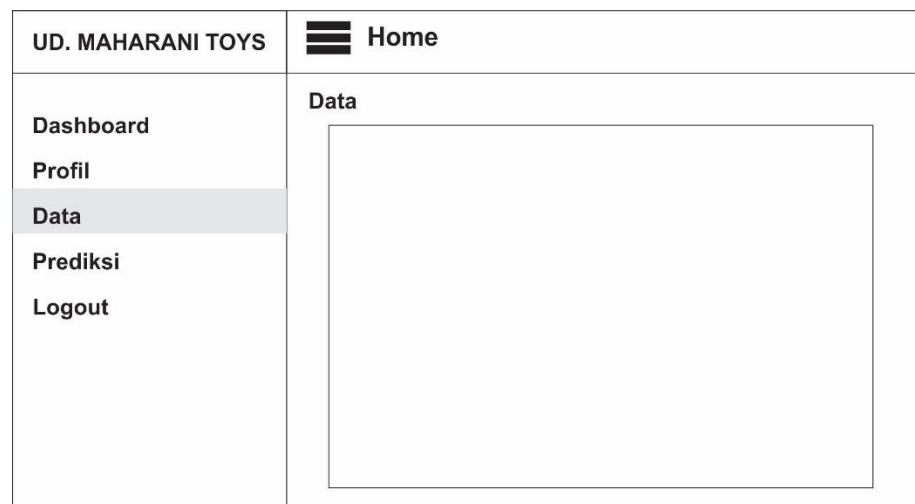 UD. MAHARANI TOYS
Home
Dashboard
Profil
Data
Prediksi
Logout
Data